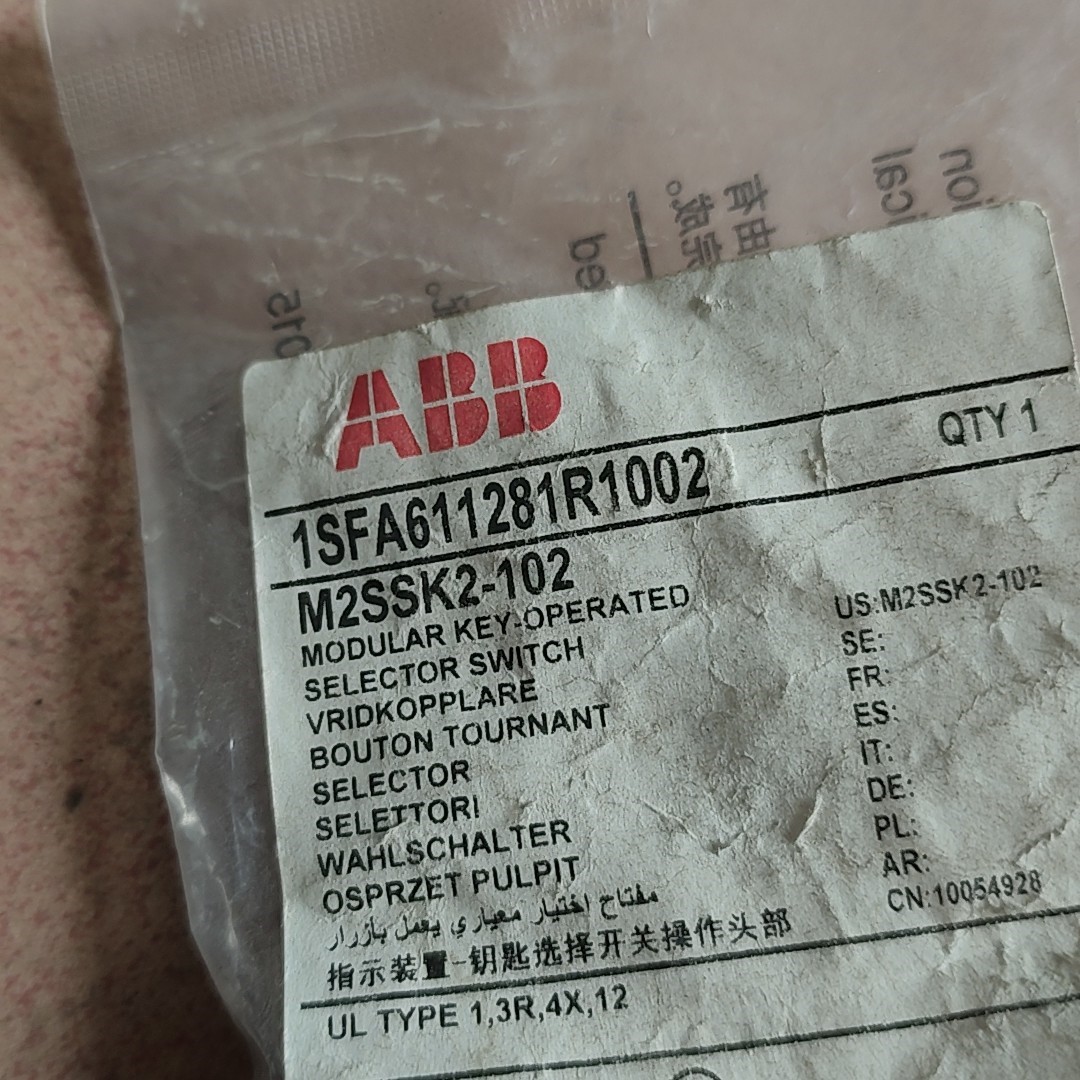 ABB
QTY 1
1SFA611281R1002
M2SSK2-102
MODULAR KEY-OPERATED
SELECTOR SWITCH
VRIDKOPPLARE
BOUTON TOURNANT
SELECTOR
SELETTORI
WAHLSCHALTER
OSPRZET PULPIT
مفتاح اختيار معياري يعمل بازرار
指示装置-钥匙选择开关操作头部
US:M2SSK2-102
SE:
FR:
ES:
IT:
DE:
PL:
AR:
CN:10054928
UL TYPE 1,3R,4X,12